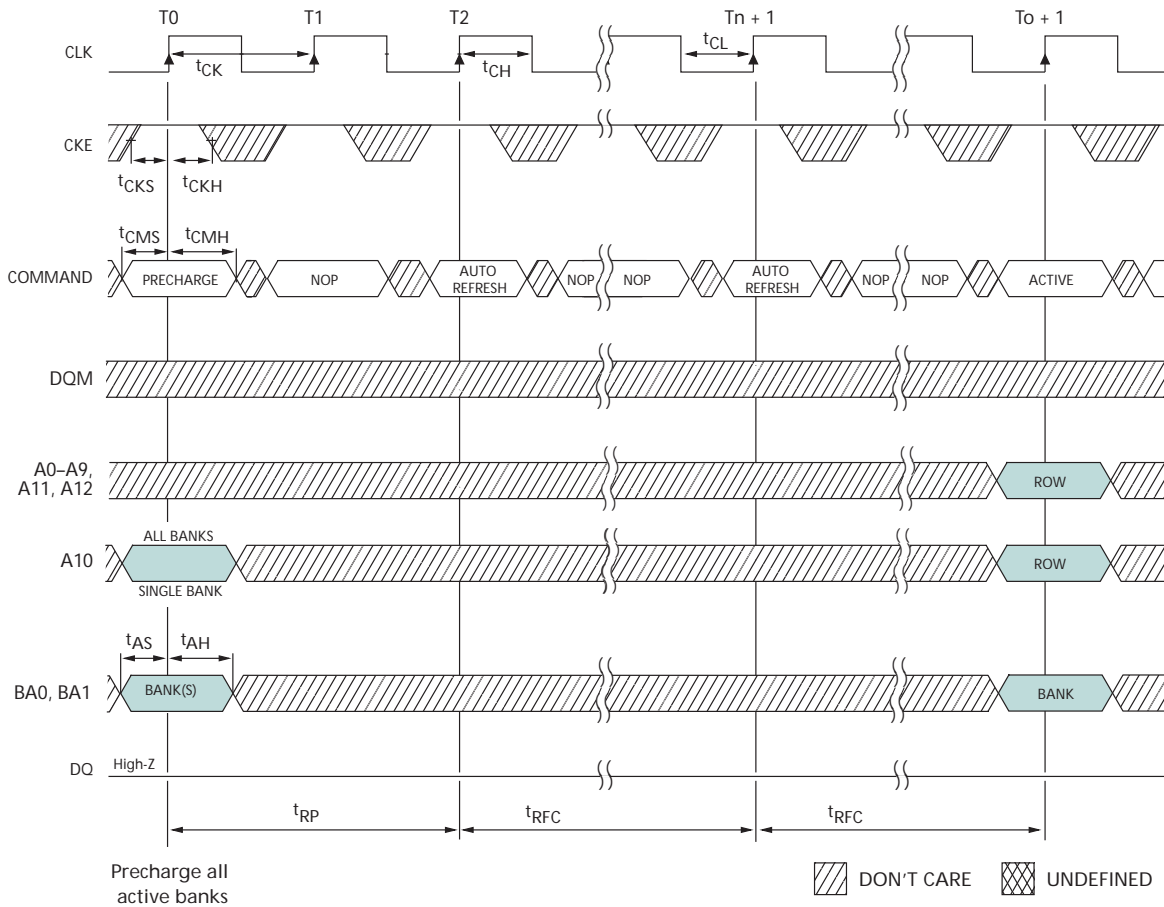 T0 T1 T2 Tn + 1 To + 1
CLK
tCK
tCH
tCL
CKE
tCKS tCKH
tCMS tCMH
COMMAND
PRECHARGE
NOP
AUTO
REFRESH
NOP
NOP
AUTO
REFRESH
NOP
NOP
ACTIVE
DQM
A0–A9,
A11, A12
ROW
ALL BANKS
A10
ROW
SINGLE BANK
tAS tAH
BA0, BA1
BANK(S)
BANK
DQ
High-Z
tRP tRFC tRFC
Precharge all
active banks
DON'T CARE
UNDEFINED